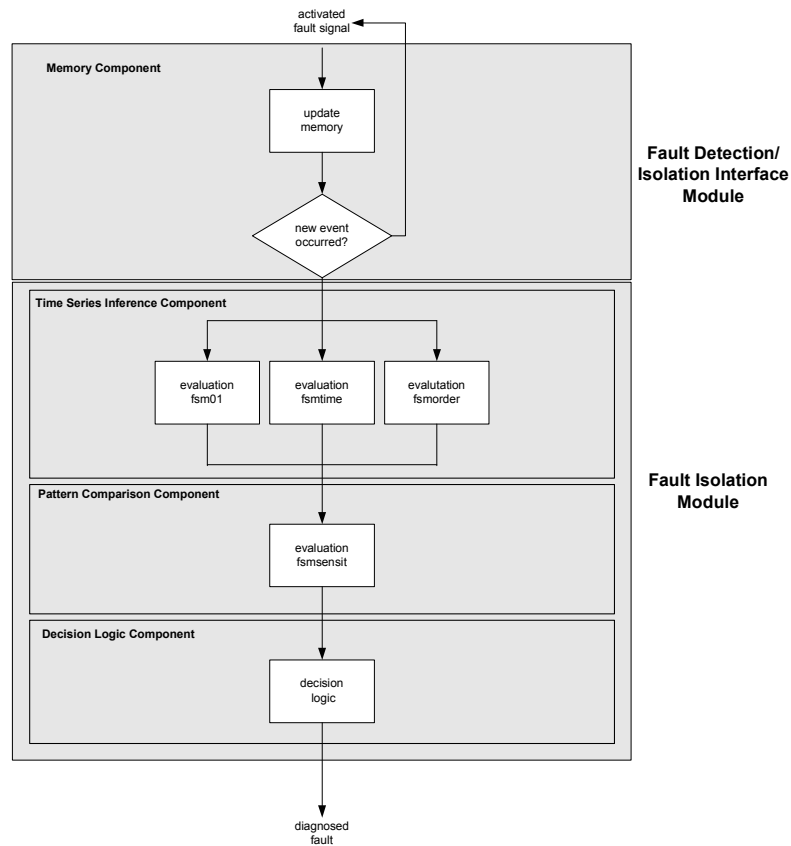 activated
fault signal
Memory Component
update
memory
Fault Detection/
Isolation Interface
Module
new event
occurred?
Time Series Inference Component
evaluation
fsm01
evaluation
fsmtime
evalutation
fsmorder
Fault Isolation
Module
Pattern Comparison Component
evaluation
fsmsensit
Decision Logic Component
decision
logic
diagnosed
fault